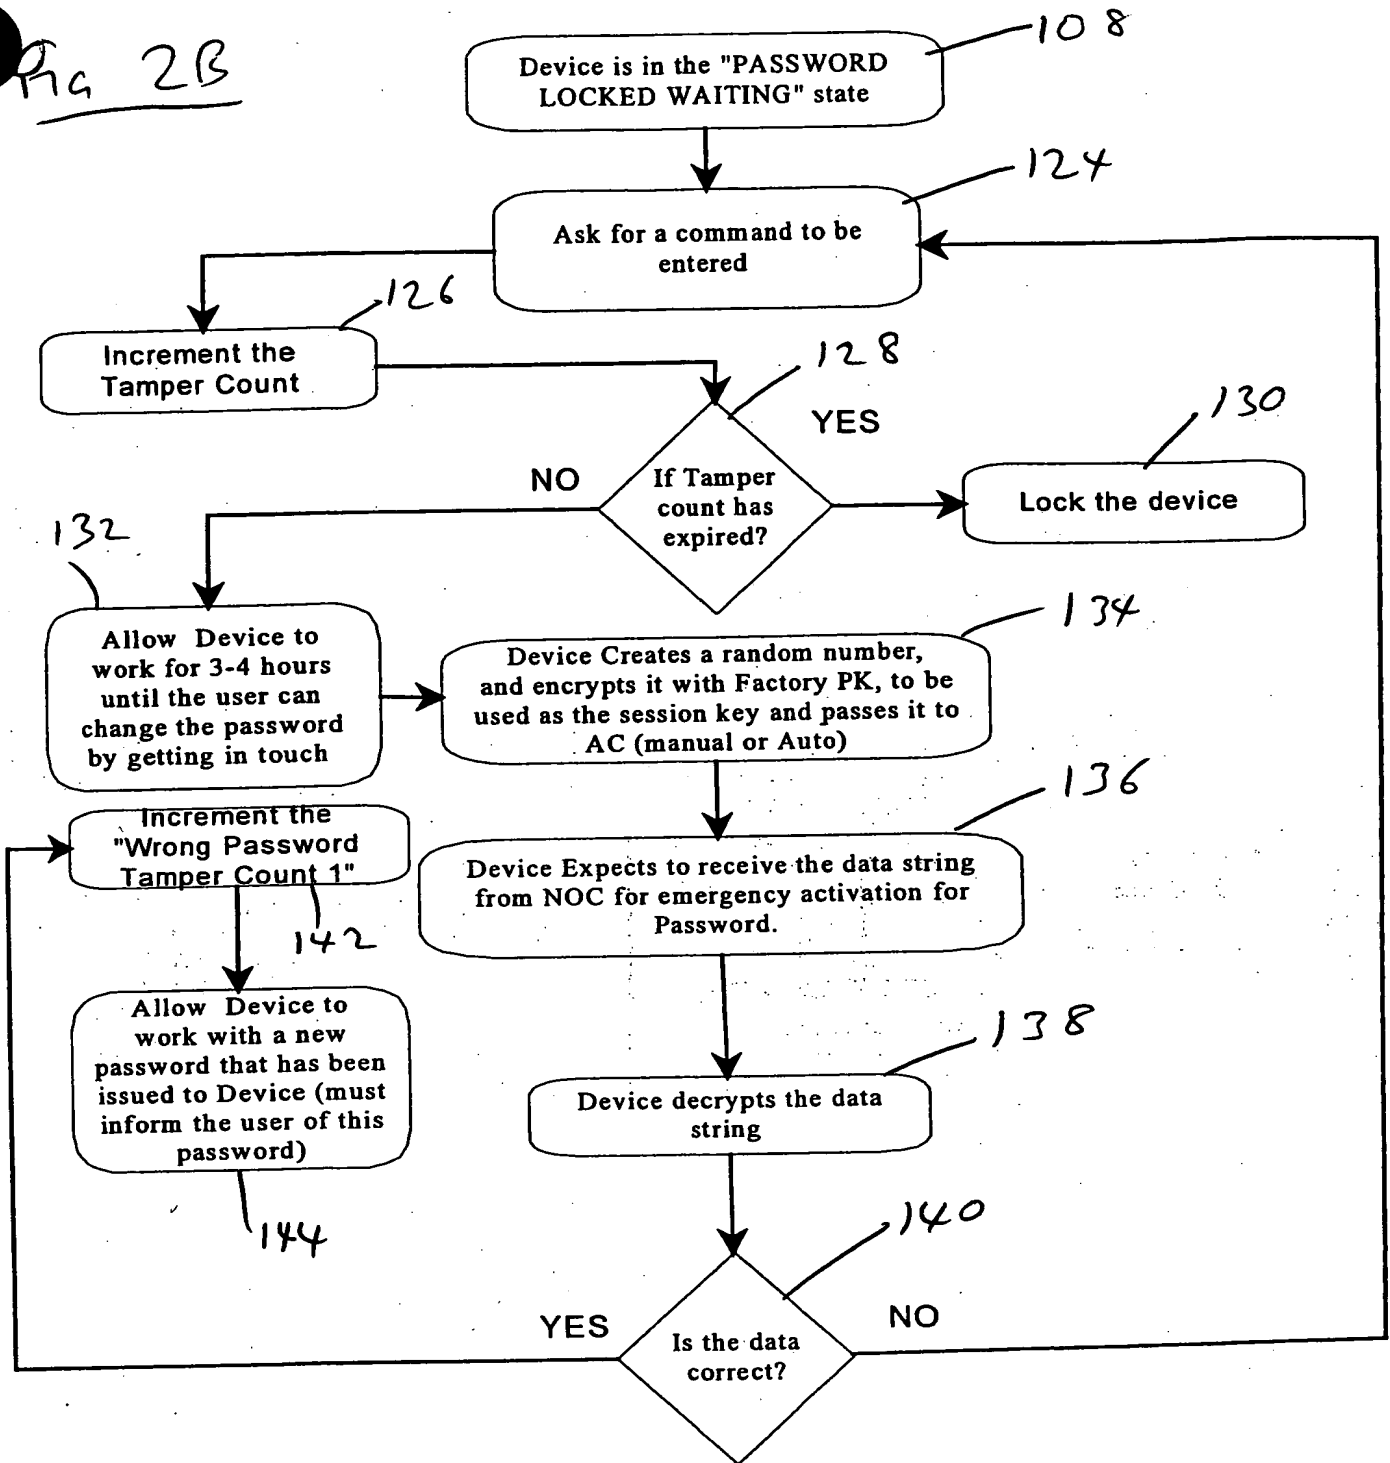 Fig 2B
108
Device is in the "PASSWORD
LOCKED WAITING" state
124
Ask for a command to be
entered
126
Increment the
Tamper Count
128
YES
NO
If Tamper
count has
expired?
130
Lock the device
132
Allow Device to
work for 3-4 hours
until the user can
change the password
by getting in touch
134
Device Creates a random number,
and encrypts it with Factory PK, to be
used as the session key and passes it to
AC (manual or Auto)
136
Device Expects to receive the data string
from NOC for emergency activation for
Password.
Increment the
"Wrong Password
Tamper Count 1"
142
Allow Device to
work with a new
password that has been
issued to Device (must
inform the user of this
password)
144
138
Device decrypts the data
string
140
YES
NO
Is the data
correct?